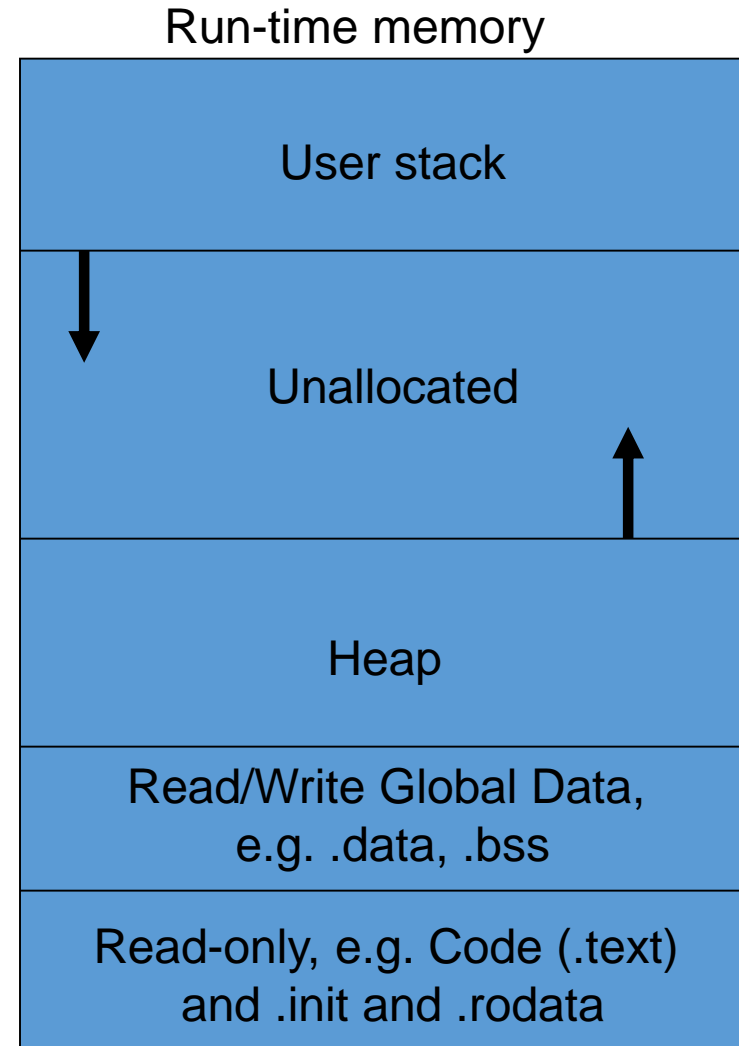 Run-time memory
User stack
Unallocated
Heap
Read/Write Global Data,
e.g. .data, .bss
Read-only, e.g. Code (.text)
and .init and .rodata